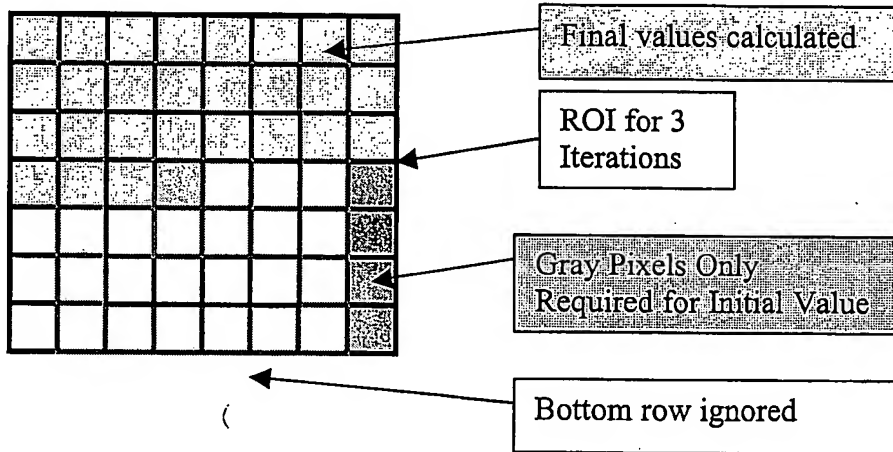 Final values calculated
ROI for 3
Iterations
Gray Pixels Only
Required for Initial Value
Bottom row ignored